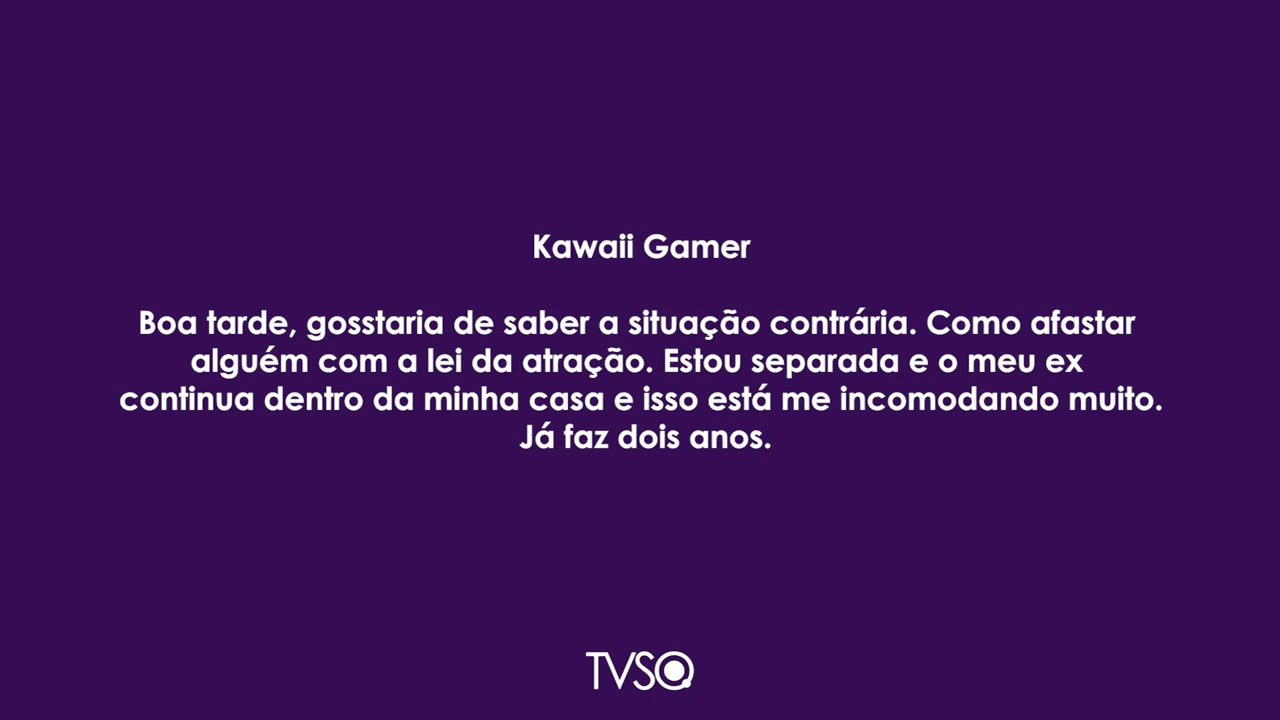 Kawaii Gamer
Boa tarde, gosstaria de saber a situação contrária. Como afastar
alguém com a lei da atração. Estou separada e o meu ex
continua dentro da minha casa e isso está me incomodando muito.
Já faz dois anos.
TVSQ